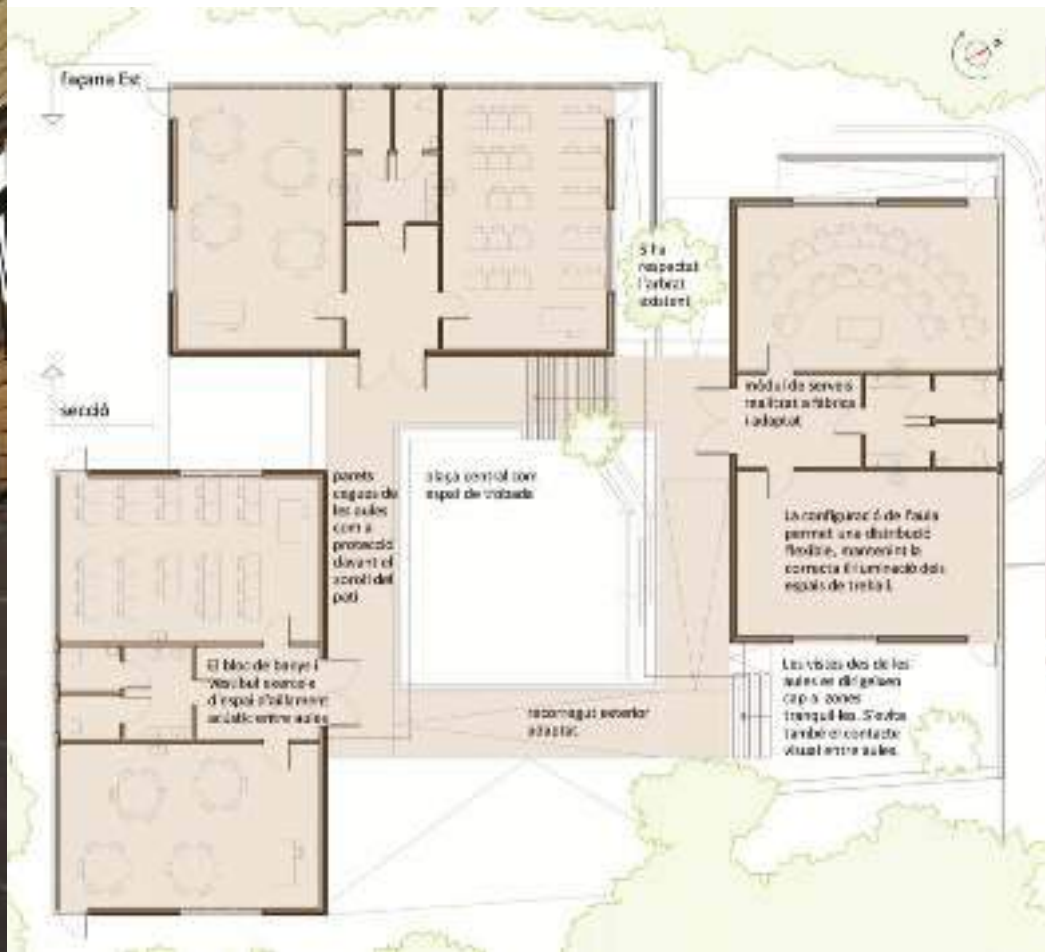 façana Est
S'ha
respectat
l'arbrat
existent
secció
mòdul de serveis
realitzat a fàbrica
i adaptat
parets
cegues de
les aules
com a
protecció
davant el
soroll del
pati
plaça central com
espai de trobada
La configuració de l'aula
permet una distribució
flexible, mantenint la
correcta il·luminació dels
espais de treball.
El bloc de banys i
vestíbul exerceix
d'espai d'aïllament
acústic entre aules
recorregut exterior
adaptat
Les vistes des de les
aules es dirigeixen
cap a zones
tranquil·les. S'evita
també el contacte
visual entre aules.